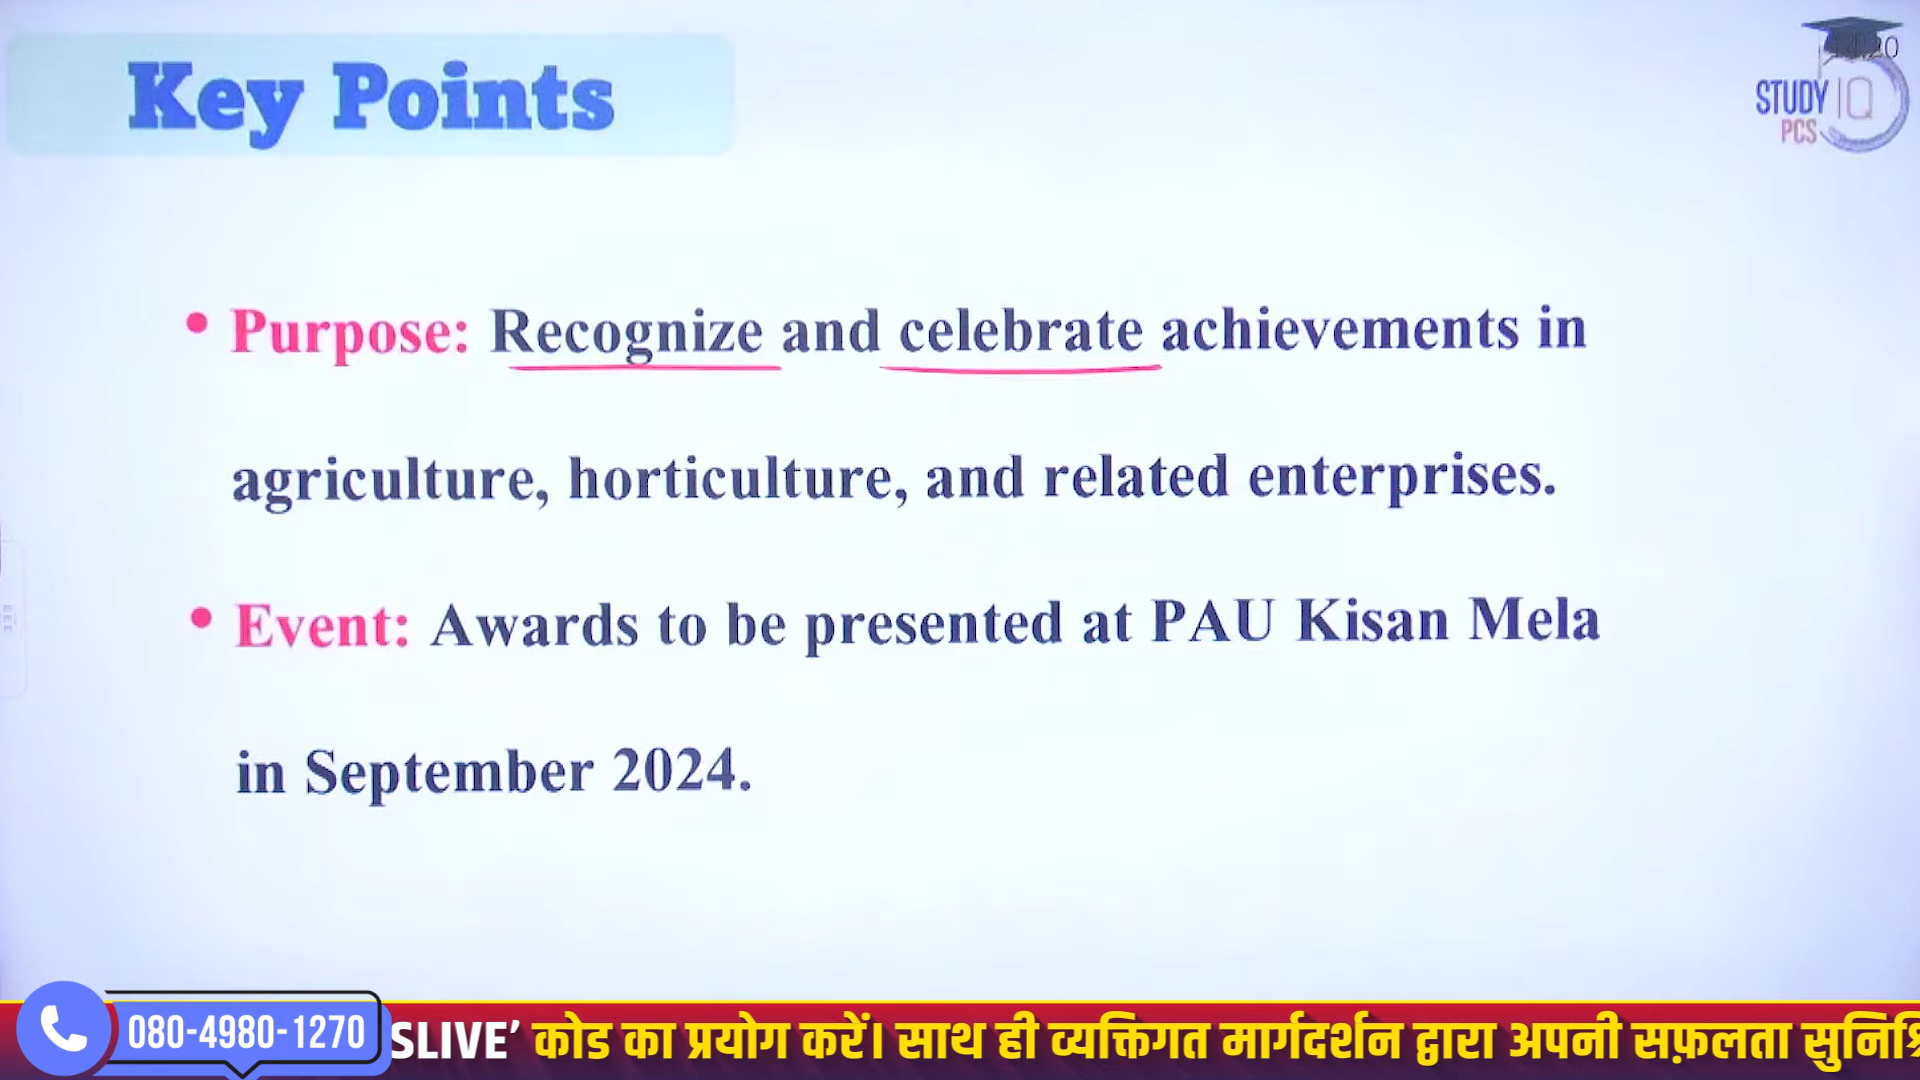 Key Points
STUDY IQ
PCS
• Purpose: Recognize and celebrate achievements in
agriculture, horticulture, and related enterprises.
• Event: Awards to be presented at PAU Kisan Mela
in September 2024.
080-4980-1270
SLIVE’ कोड का प्रयोग करें। साथ ही व्यक्तिगत मार्गदर्शन द्वारा अपनी सफ़लता